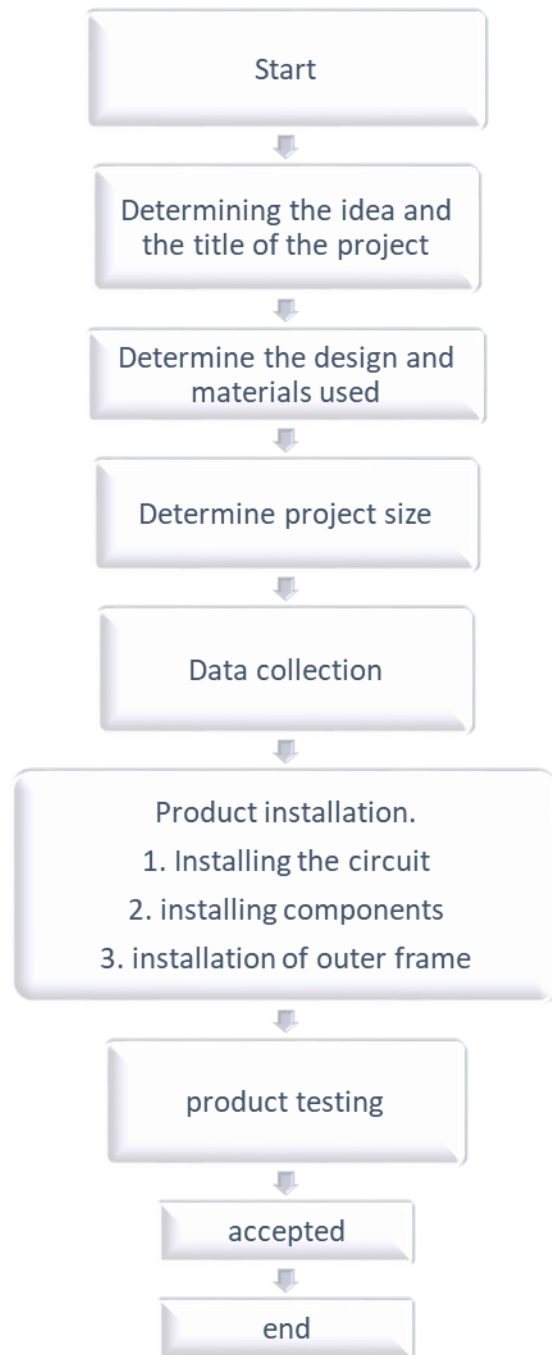 Start
Determining the idea and
the title of the project
Determine the design and
materials used
Determine project size
Data collection
Product installation.
1. Installing the circuit
2. installing components
3. installation of outer frame
product testing
accepted
end